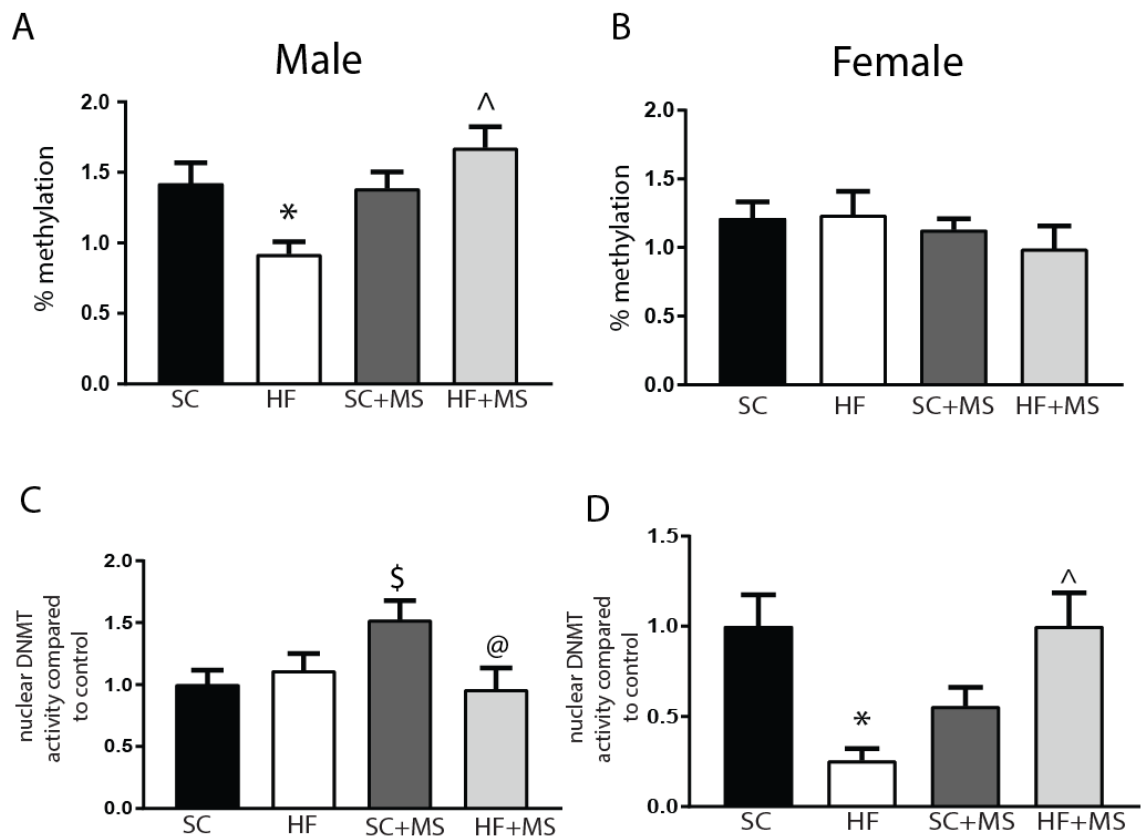 A
Male
% methylation
2.0
1.5
1.0
0.5
0.0
*
^
SC HF SC+MS HF+MS
B
Female
% methylation
2.0
1.5
1.0
0.5
0.0
SC HF SC+MS HF+MS
C
nuclear DNMT
activity compared
to control
2.0
1.5
1.0
0.5
0.0
$
@
SC HF SC+MS HF+MS
D
nuclear DNMT
activity compared
to control
1.5
1.0
0.5
0.0
*
^
SC HF SC+MS HF+MS